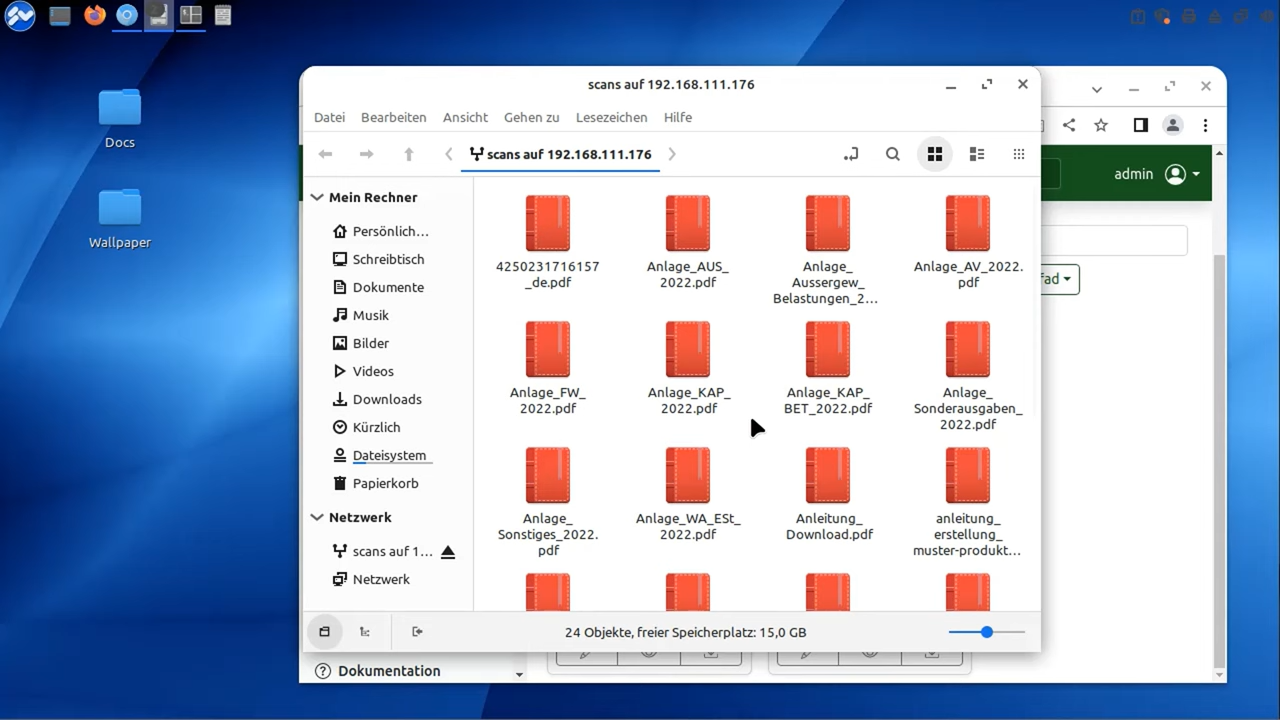 Docs
Wallpaper
scans auf 192.168.111.176
Datei Bearbeiten Ansicht Gehen zu Lesezeichen Hilfe
scans auf 192.168.111.176
admin
fad
Mein Rechner
Persönlich...
Schreibtisch
Dokumente
Musik
Bilder
Videos
Downloads
Kürzlich
Dateisystem
Papierkorb
Netzwerk
scans auf 1...
Netzwerk
4250231716157
_de.pdf
Anlage_AUS_
2022.pdf
Anlage_
Aussergew_
Belastungen_2...
Anlage_AV_2022.
pdf
Anlage_FW_
2022.pdf
Anlage_KAP_
2022.pdf
Anlage_KAP_
BET_2022.pdf
Anlage_
Sonderausgaben_
2022.pdf
Anlage_
Sonstiges_2022.
pdf
Anlage_WA_ESt_
2022.pdf
Anleitung_
Download.pdf
anleitung_
erstellung_
muster-produkt...
24 Objekte, freier Speicherplatz: 15,0 GB
Dokumentation